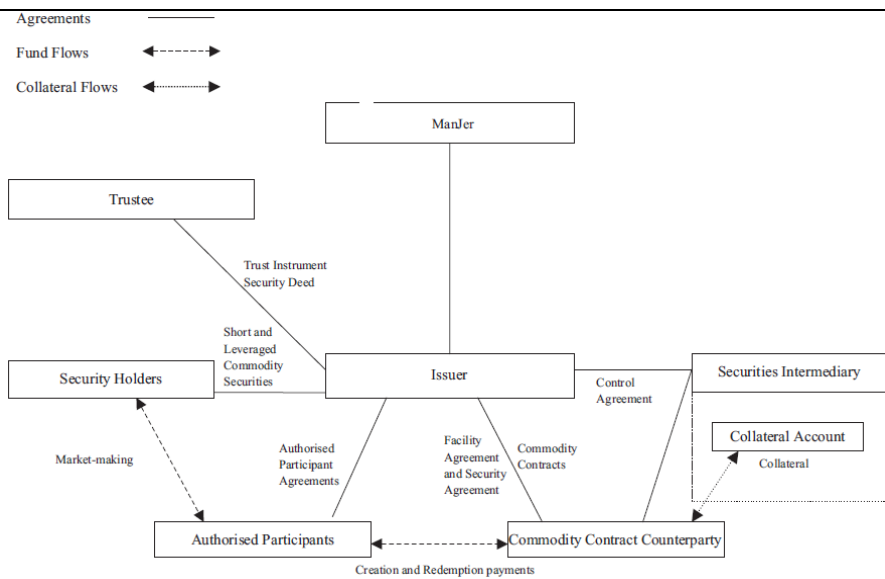 Agreements
Fund Flows
Collateral Flows
ManJer
Trustee
Trust Instrument
Security Deed
Short and
Leveraged
Commodity
Securities
Security Holders
Issuer
Control
Agreement
Securities Intermediary
Collateral Account
Collateral
Market-making
Authorised
Participant
Agreements
Facility
Agreement
and Security
Agreement
Commodity
Contracts
Authorised Participants
Commodity Contract Counterparty
Creation and Redemption payments